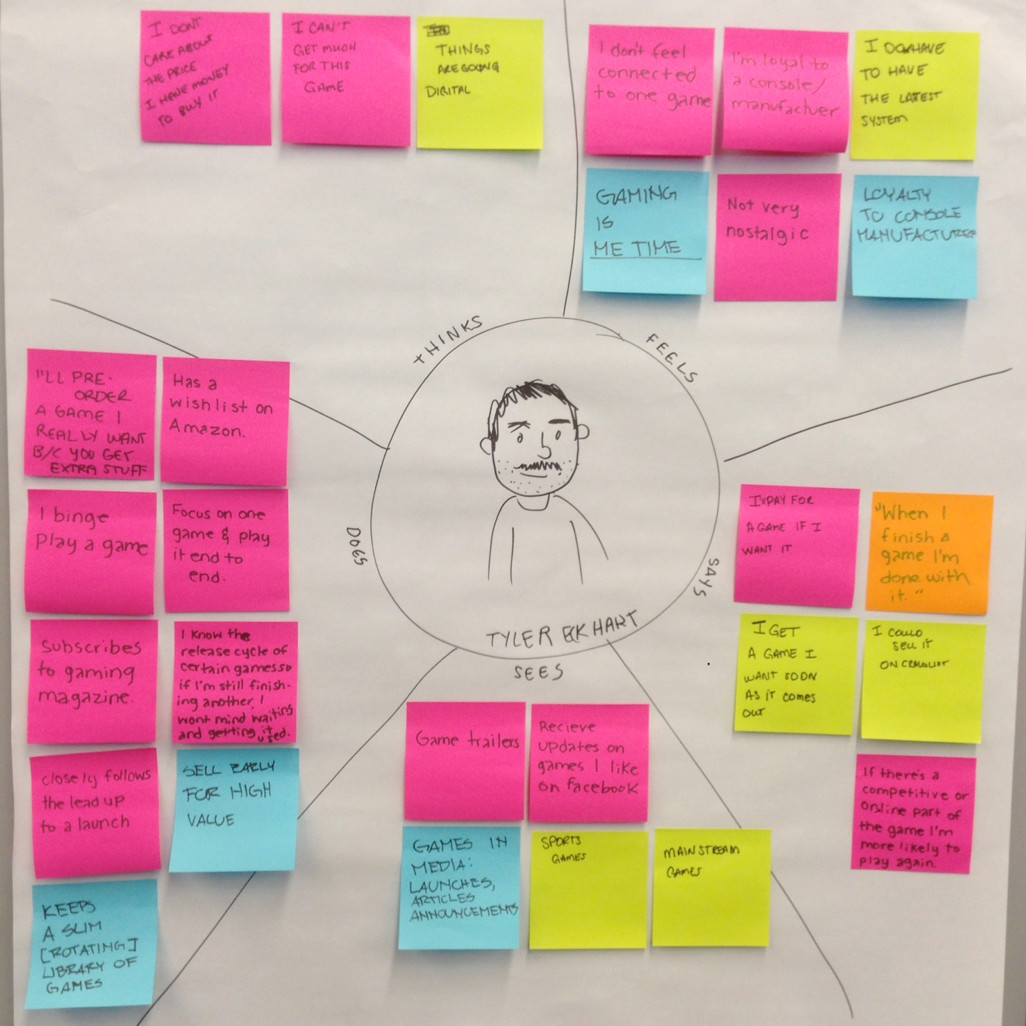 I DON'T
CARE ABOUT
THE PRICE
I HAVE MONEY
TO BUY IT
I CAN'T
GET MUCH
FOR THIS
GAME
THINGS
ARE GOING
DIGITAL
I don't feel
connected
to one game
I'm loyal to
a console/
manufactuer
I HAVE
TO HAVE
THE LATEST
SYSTEM
GAMING
IS
ME TIME
Not very
nostalgic
LOYALTY
TO CONSOLE
MANUFACTURER
THINKS
FEELS
SAYS
DOES
TYLER EKHART
SEES
"I'LL PRE-
ORDER
A GAME I
REALLY WANT
B/C YOU GET
EXTRA STUFF
Has a
wishlist on
Amazon.
I binge
play a game
Focus on one
game & play
it end to
end.
Subscribes
to gaming
magazine.
I know the
release cycle of
certain games so
if I'm still finish-
ing another, I
wont mind waiting
and getting it used.
closely follows
the lead up
to a launch
SELL EARLY
FOR HIGH
VALUE
KEEPS
A SLIM
[ROTATING]
LIBRARY OF
GAMES
Game trailers
Recieve
updates on
games I like
on facebook
GAMES IN
MEDIA:
LAUNCHES,
ARTICLES
ANNOUNCEMENTS
SPORTS
GAMES
MAINSTREAM
GAMES
PAY FOR
A GAME IF I
WANT IT
"When I
finish a
game I'm
done with
it."
I GET
A GAME I
WANT SOON
AS IT COMES
OUT
I COULD
SELL IT
ON
If there's a
competitive or
online part of
the game I'm
more likely to
play again.